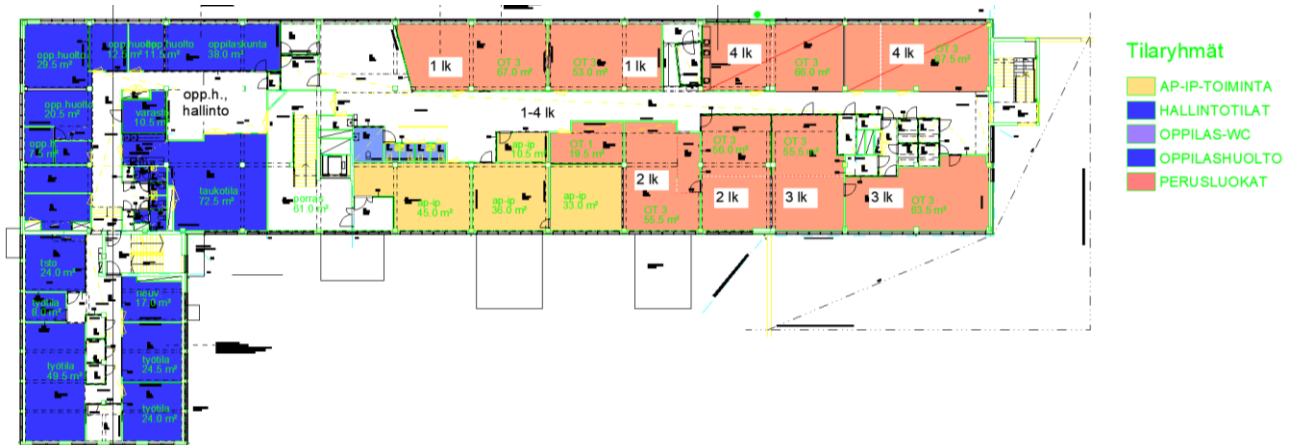 opp.huolto
29.5 m²
opp.huolto
12.5 m²
huolto
11.5 m²
oppilaskunta
38.0 m²
1 lk
OT 3
67.0 m²
OT 3
53.0 m²
1 lk
4 lk
OT 3
66.0 m²
4 lk
OT 3
67.5 m²
Tilaryhmät
AP-IP-TOIMINTA
HALLINTOTILAT
OPPILAS-WC
OPPILASHUOLTO
PERUSLUOKAT
opp.huolto
20.5 m²
varasto
10.5 m²
opp.h.,
hallinto
1-4 lk
opp.h
7.5 m²
ap-ip
10.5 m²
OT 1
19.5 m²
OT 3
56.0 m²
OT 3
55.5 m²
taukotila
72.5 m²
porras
61.0 m²
ap-ip
45.0 m²
ap-ip
36.0 m²
ap-ip
33.0 m²
2 lk
OT 3
55.5 m²
2 lk
3 lk
3 lk
OT 3
63.5 m²
tsto
24.0 m²
neuv
17.0 m²
työtila
8.0 m²
työtila
49.5 m²
työtila
24.5 m²
työtila
24.0 m²